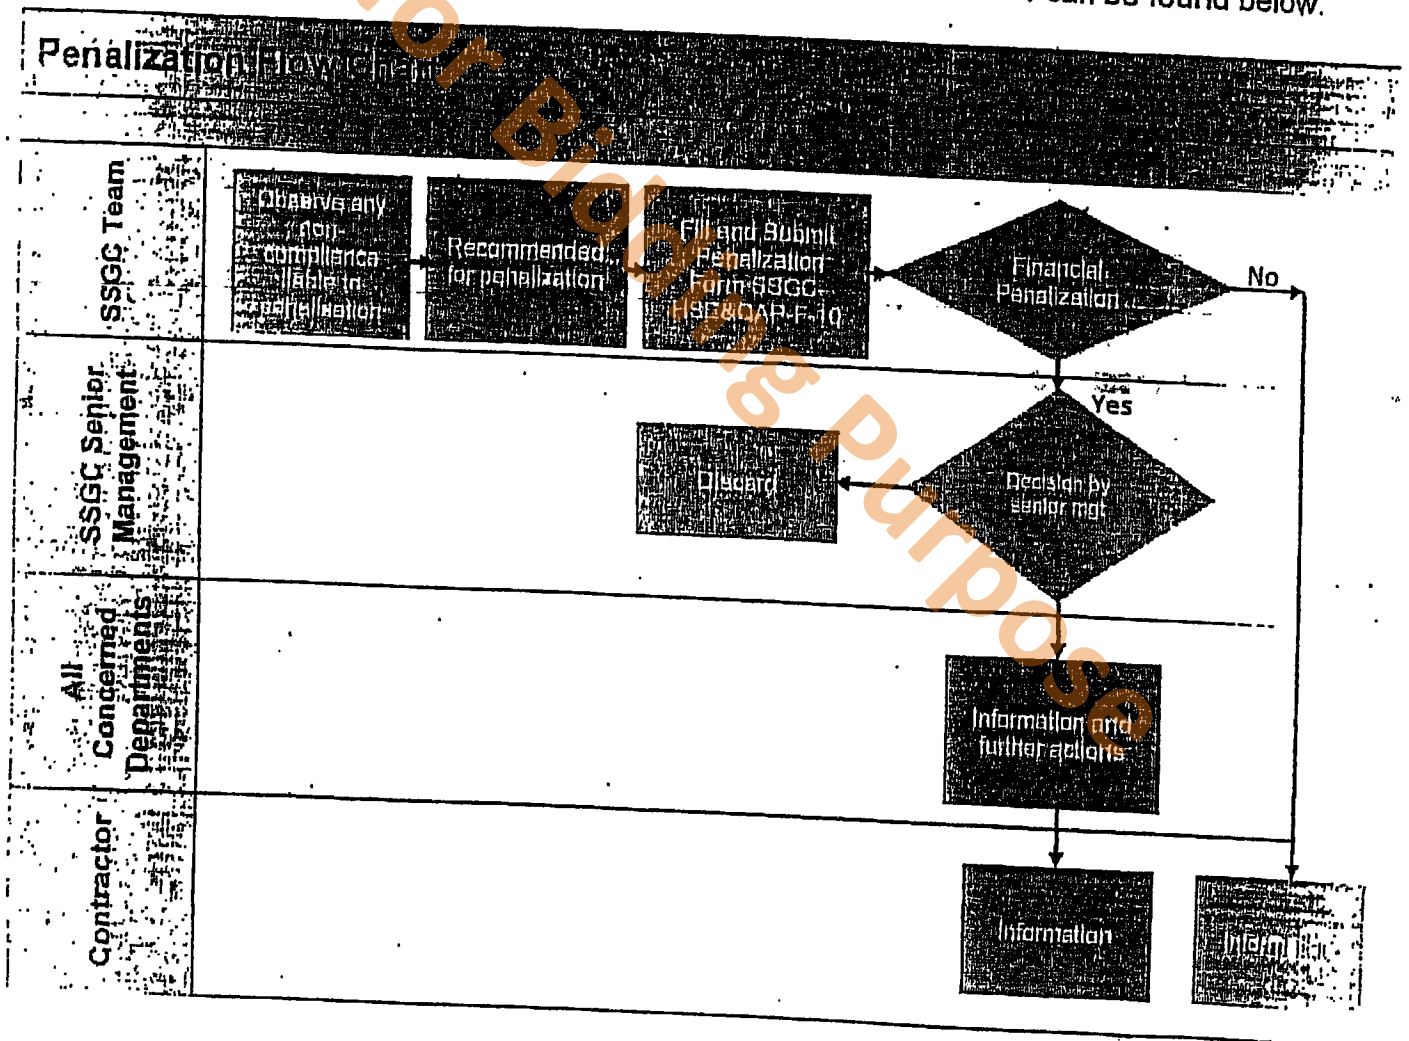 can be found below.
Penalization Flow Chart
or Bidding Purpose
SSGC Team
Observe any
non-
compliance
liable to
penalization
Recommended
for penalization
Fill and Submit
Penalization
Form SSGC-
HSE&QAP-F-10
Financial
Penalization
No
SSGC Senior
Management
Yes
Discard
Decision by
senior mgt
All
Concerned
Departments
Information and
further actions
Contractor
Information